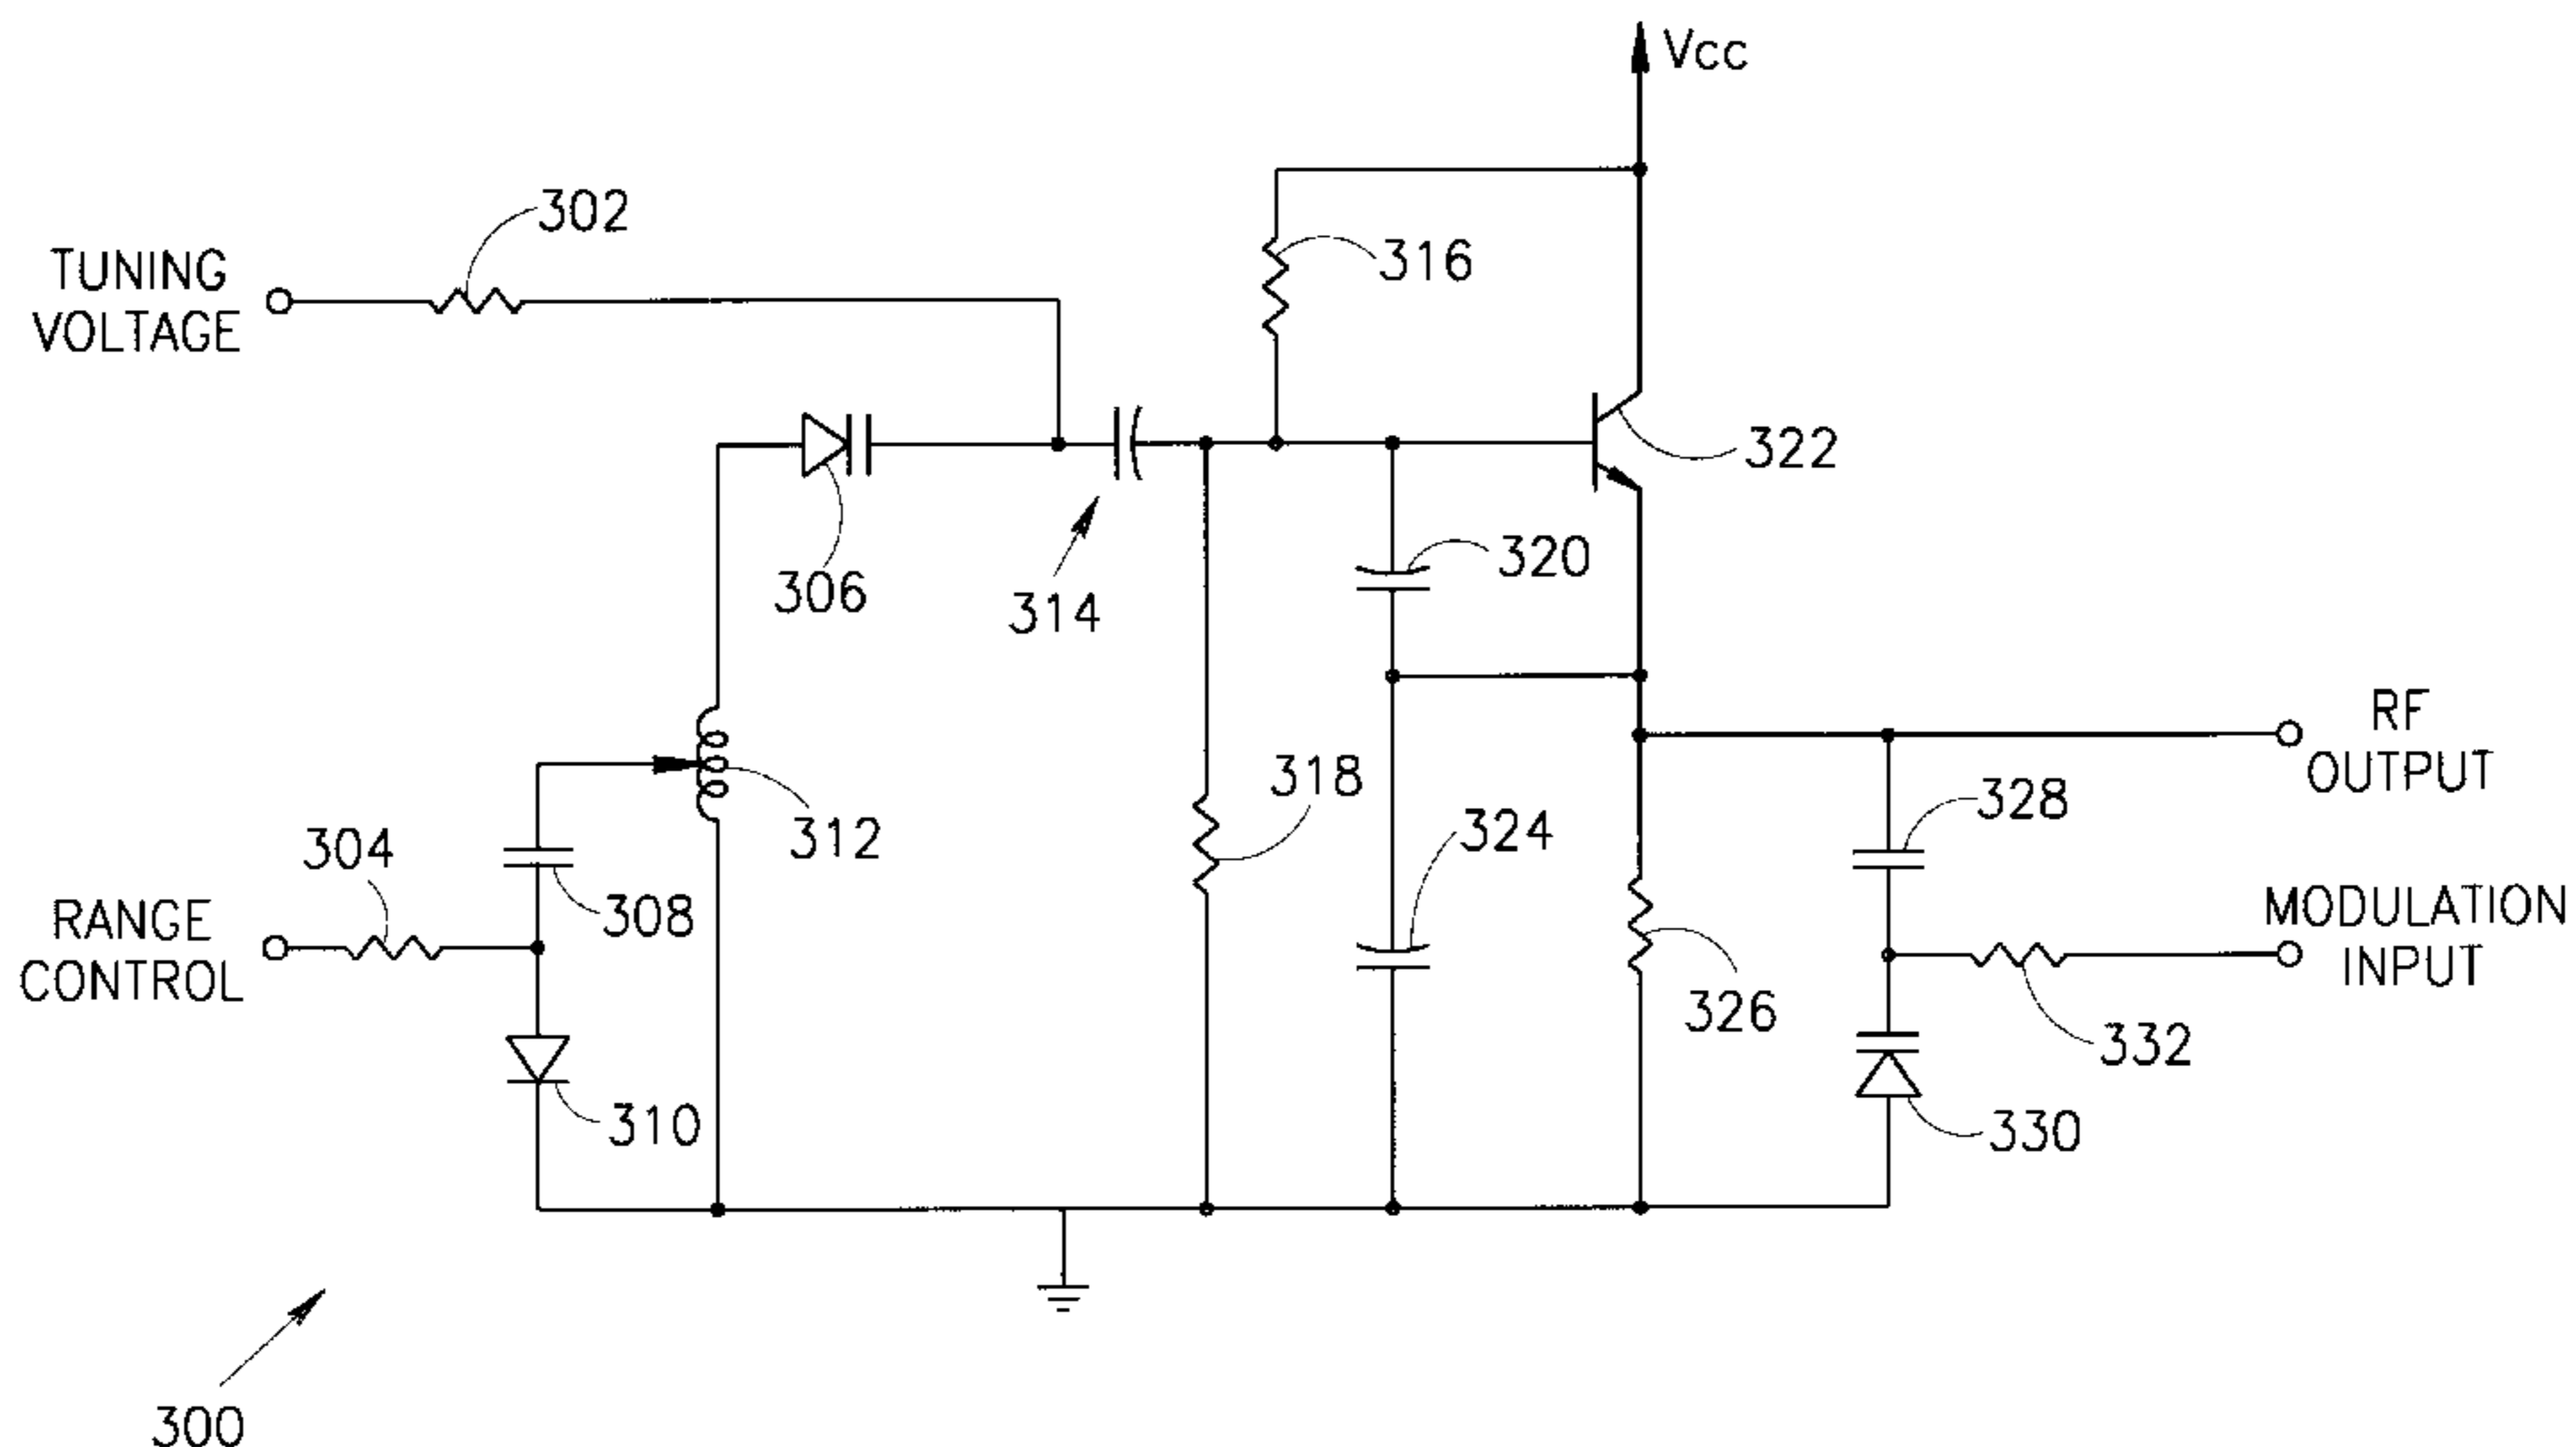 Vcc
302
TUNING
VOLTAGE
316
322
306
314
320
RF
OUTPUT
318
328
312
324
304
RANGE
CONTROL
308
MODULATION
INPUT
326
332
310
330
300